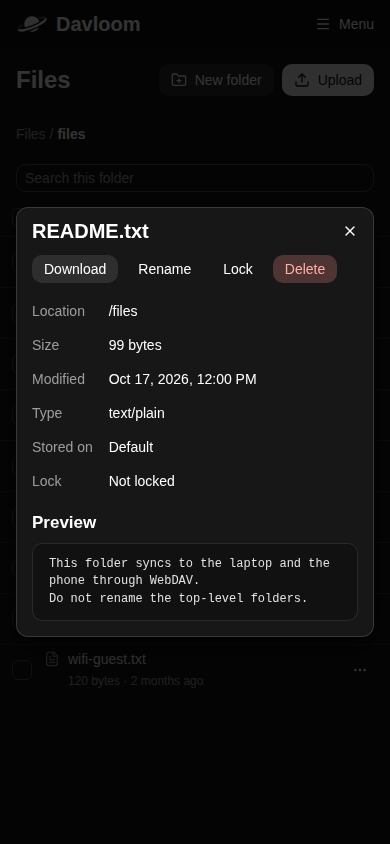 Davloom
Menu
Files
New folder
Upload
Files / files
Search this folder
README.txt
Download
Rename
Lock
Delete
Location /files
Size 99 bytes
Modified Oct 17, 2026, 12:00 PM
Type text/plain
Stored on Default
Lock Not locked
Preview
This folder syncs to the laptop and the
phone through WebDAV.
Do not rename the top-level folders.
wifi-guest.txt
120 bytes · 2 months ago